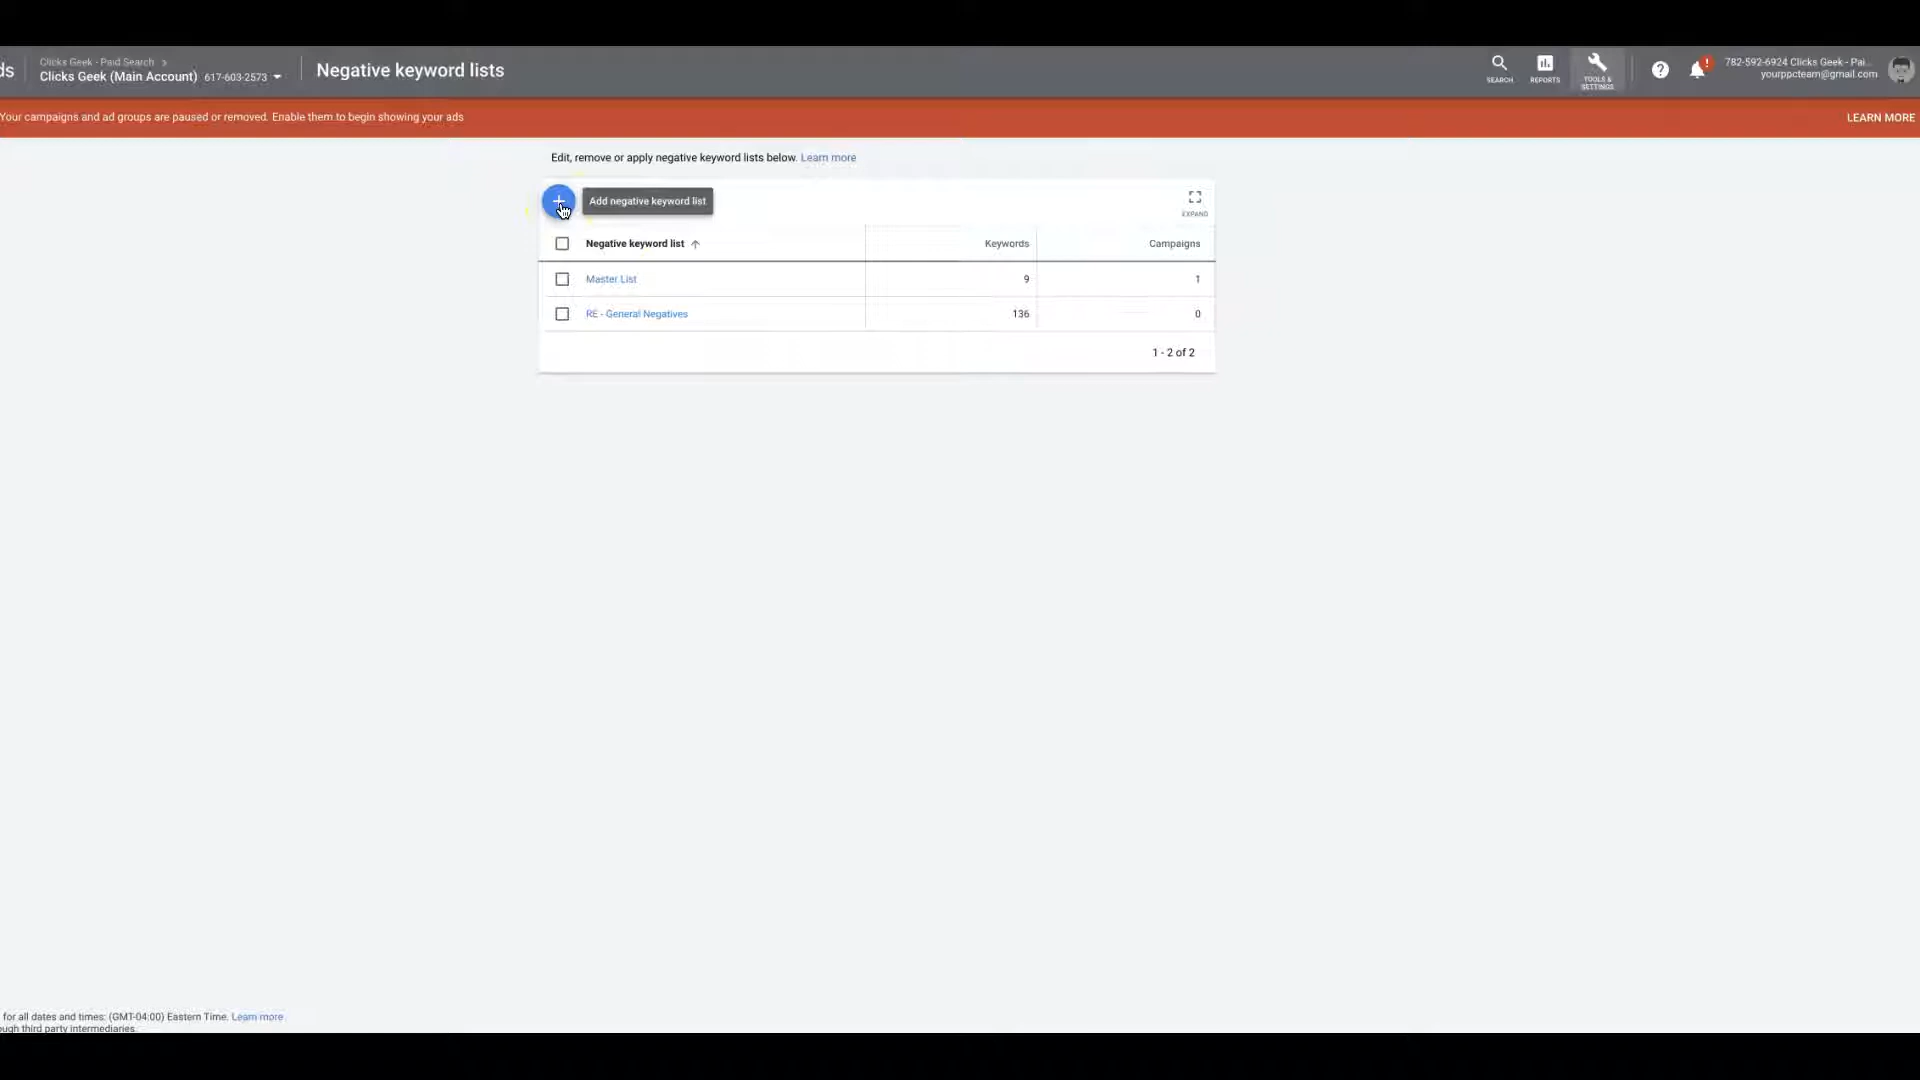 ds
Clicks Geek - Paid Search >
Clicks Geek (Main Account) 617-603-2573
Negative keyword lists
SEARCH
REPORTS
TOOLS & SETTINGS
?
!
782-592-6924 Clicks Geek - Pai...
yourppcteam@gmail.com
Your campaigns and ad groups are paused or removed. Enable them to begin showing your ads
LEARN MORE
Edit, remove or apply negative keyword lists below. Learn more
Add negative keyword list
EXPAND
Negative keyword list Keywords Campaigns
Master List 9 1
RE - General Negatives 136 0
1 - 2 of 2
for all dates and times: (GMT-04:00) Eastern Time. Learn more
ough third party intermediaries.